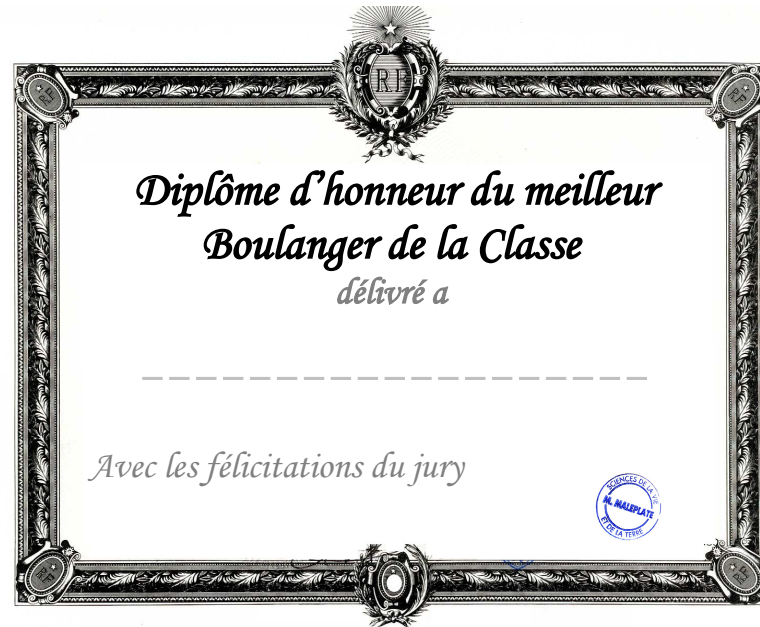 RF
Diplôme d’honneur du meilleur
Boulanger de la Classe
délivré a
Avec les félicitations du jury
SCIENCES DE LA VIE
M. MALEPLATE
ET DE LA TERRE